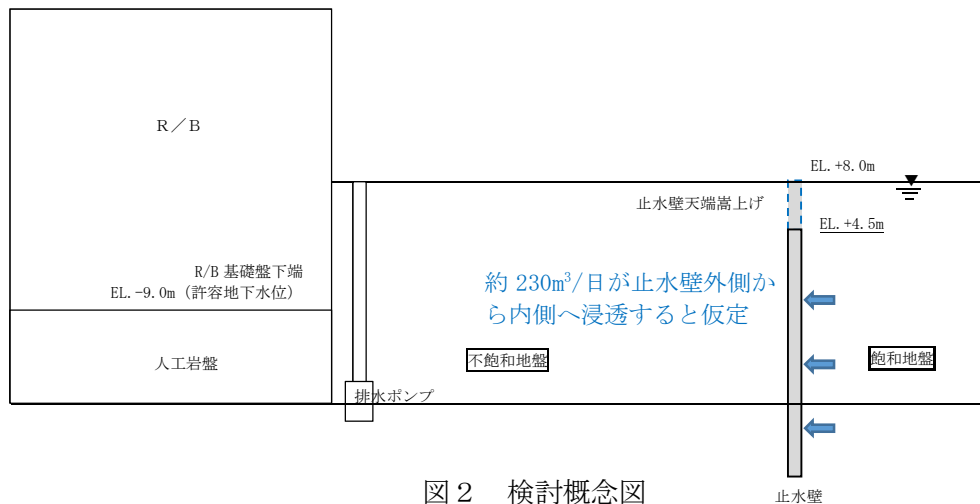 R/B
EL.+8.0m
止水壁天端嵩上げ
EL.+4.5m
R/B 基礎盤下端
EL.-9.0m（許容地下水位）
約 230m³/日が止水壁外側か
ら内側へ浸透すると仮定
人工岩盤
不飽和地盤
飽和地盤
排水ポンプ
図２ 検討概念図
止水壁